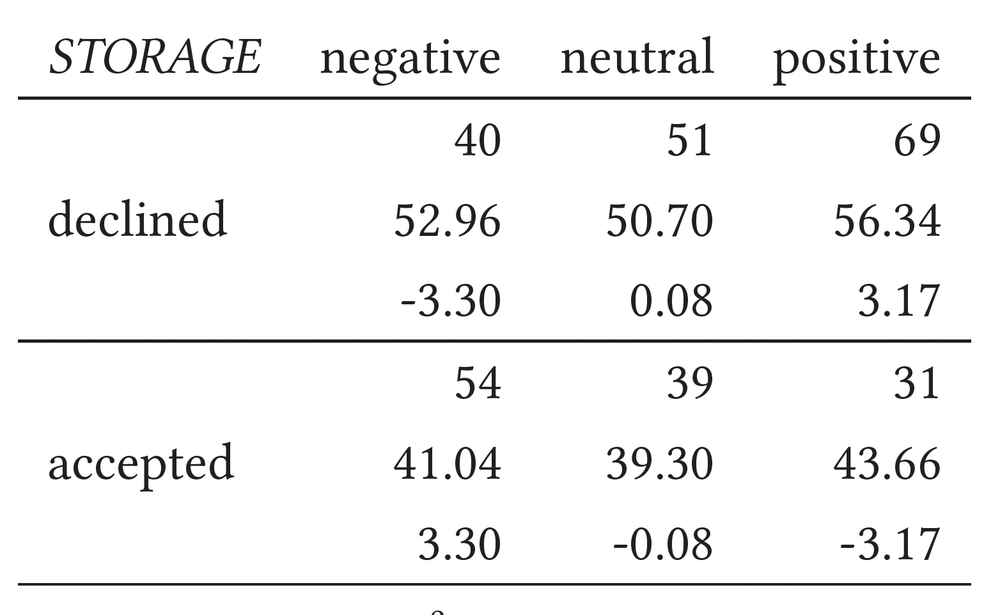 STORAGE negative neutral positive
40 51 69
declined 52.96 50.70 56.34
-3.30 0.08 3.17
54 39 31
accepted 41.04 39.30 43.66
3.30 -0.08 -3.17